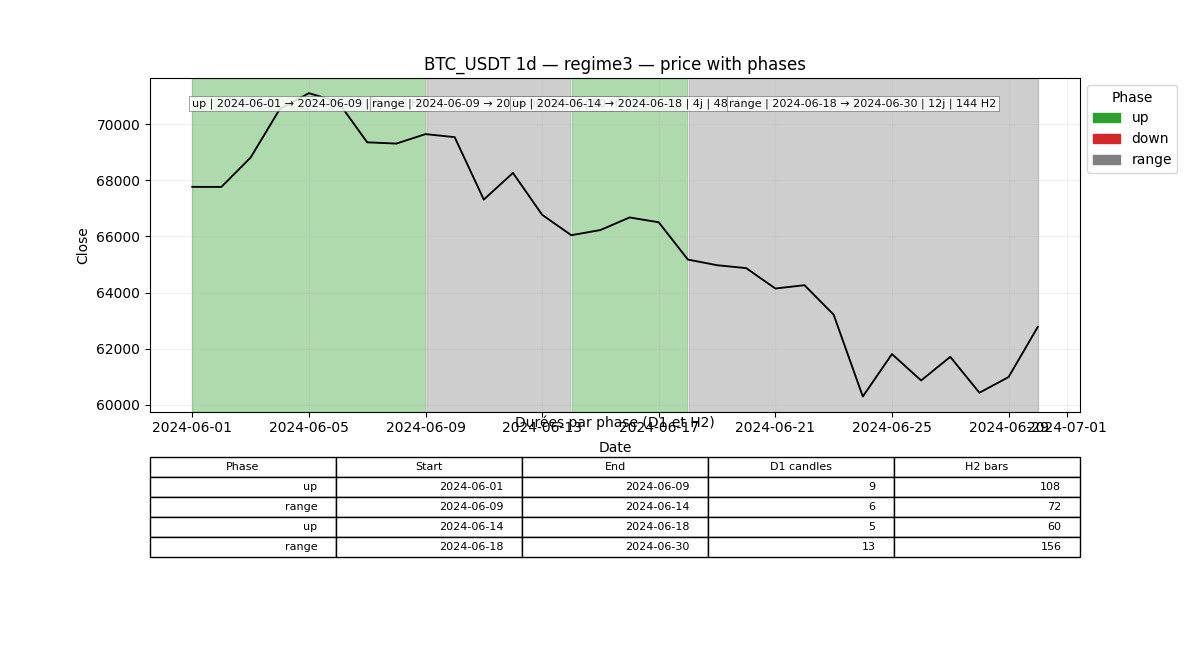 BTC_USDT 1d — regime3 — price with phases
up | 2024-06-01 → 2024-06-09 |
range | 2024-06-09 → 20
up | 2024-06-14 → 2024-06-18 | 4j | 48
range | 2024-06-18 → 2024-06-30 | 12j | 144 H2
Phase
up
down
range
Close
70000
68000
66000
64000
62000
60000
2024-06-01 2024-06-05 2024-06-09 2024-06-13 2024-06-17 2024-06-21 2024-06-25 2024-06-29 2024-07-01
Date
Durées par phase (D1 et H2)
Phase Start End D1 candles H2 bars
up 2024-06-01 2024-06-09 9 108
range 2024-06-09 2024-06-14 6 72
up 2024-06-14 2024-06-18 5 60
range 2024-06-18 2024-06-30 13 156